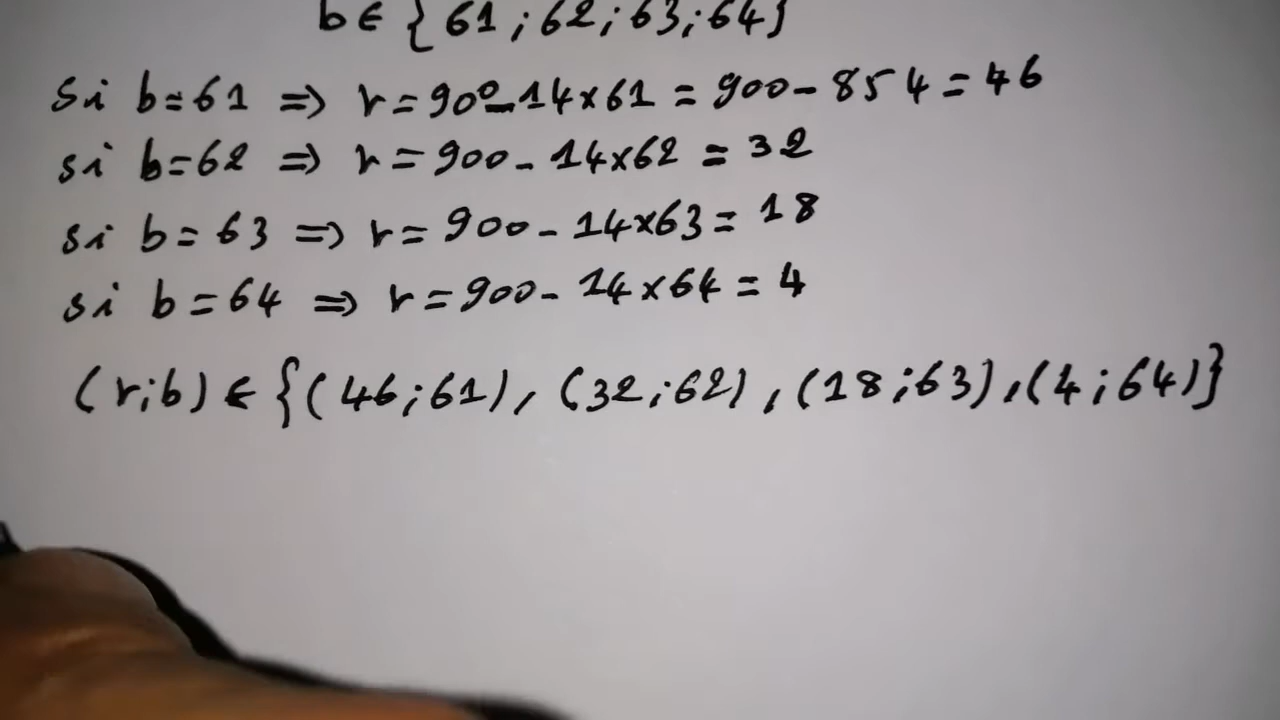 b ∈ { 61 ; 62 ; 63 ; 64 }
Si b = 61 => r = 900 - 14 x 61 = 900 - 854 = 46
si b = 62 => r = 900 - 14 x 62 = 32
si b = 63 => r = 900 - 14 x 63 = 18
si b = 64 => r = 900 - 14 x 64 = 4
(r ; b) ∈ { (46 ; 61) , (32 ; 62) , (18 ; 63) , (4 ; 64) }